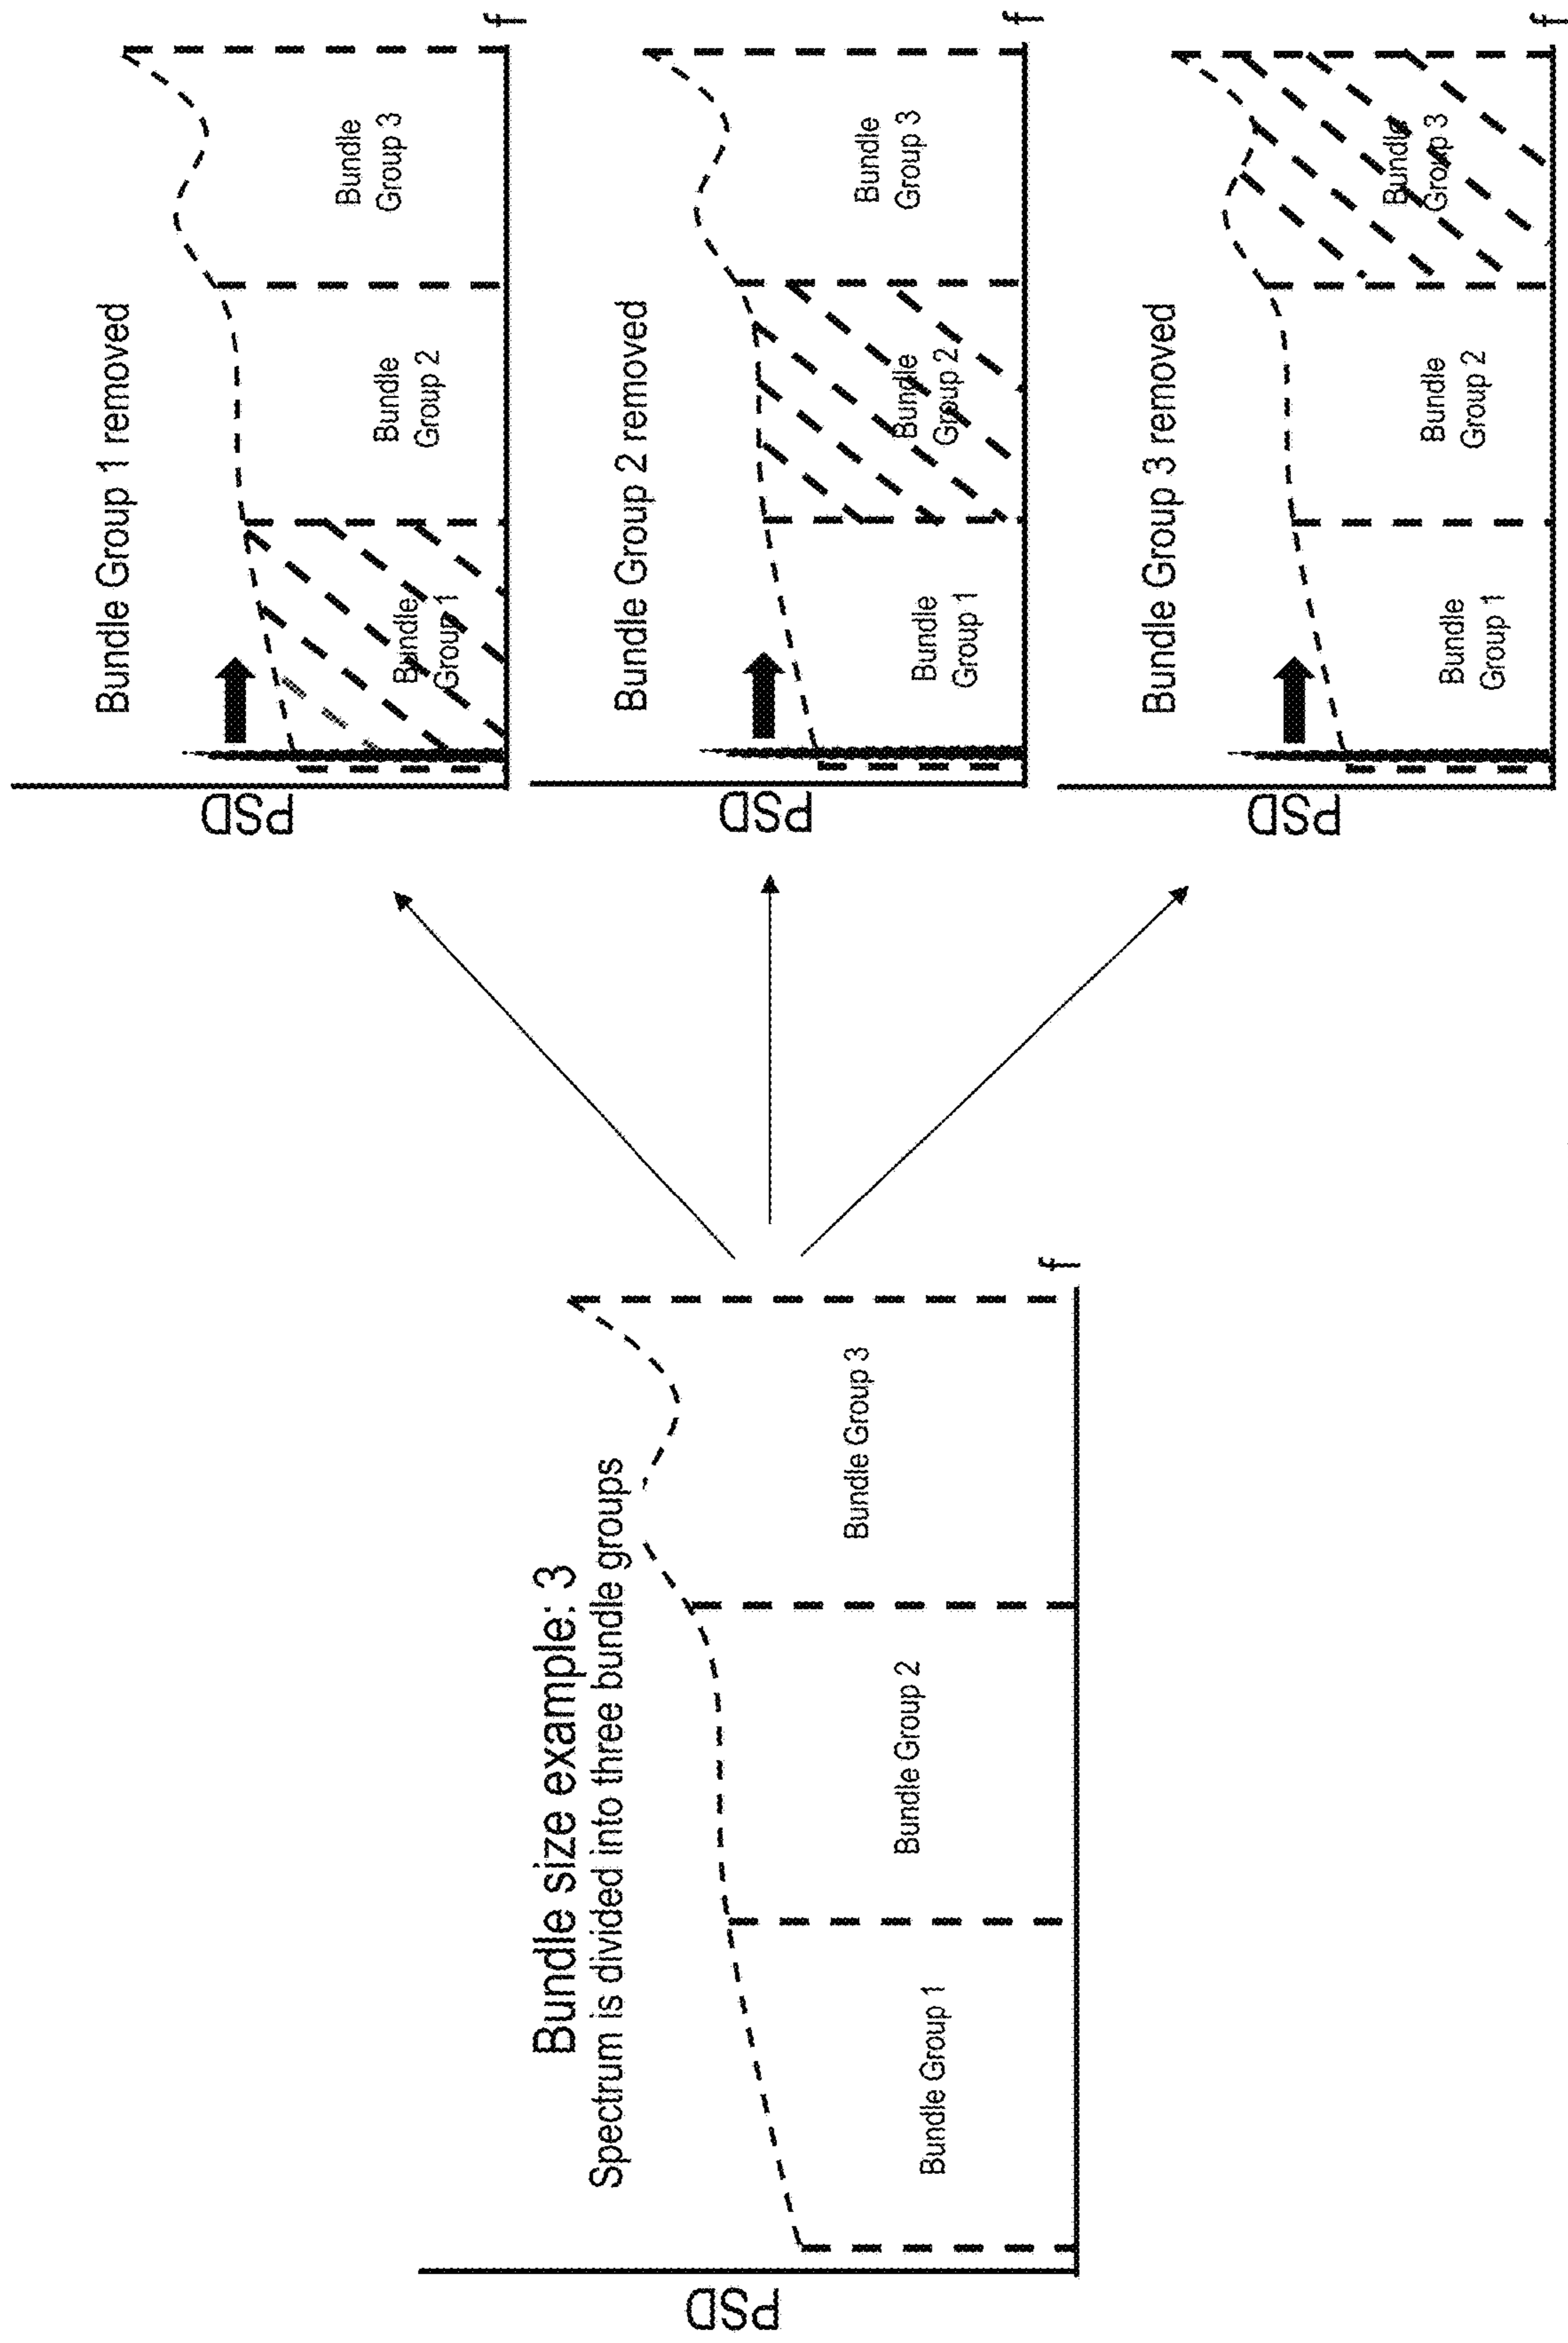 Bundle size example: 3
Spectrum is divided into three bundle groups
PSD
Bundle Group 1
Bundle Group 2
Bundle Group 3
f
Bundle Group 1 removed
PSD
Bundle
Group 1
Bundle
Group 2
Bundle
Group 3
f
Bundle Group 2 removed
PSD
Bundle
Group 1
Bundle
Group 2
Bundle
Group 3
f
Bundle Group 3 removed
PSD
Bundle
Group 1
Bundle
Group 2
Bundle
Group 3
f